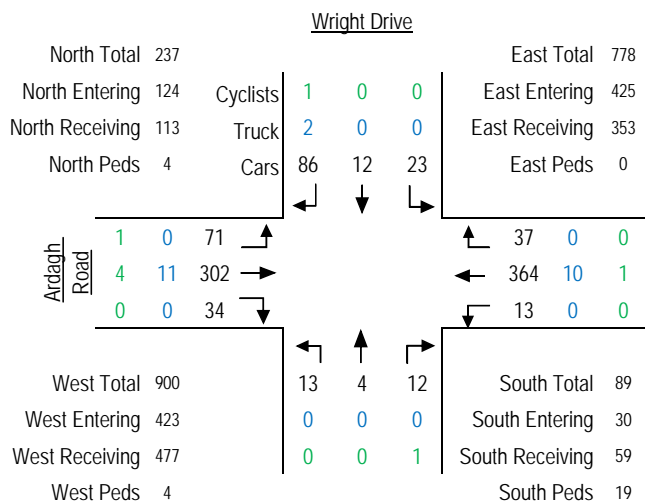 Wright Drive
North Total 237
North Entering 124
North Receiving 113
North Peds 4
Cyclists 1 0 0
Truck 2 0 0
Cars 86 12 23
East Total 778
East Entering 425
East Receiving 353
East Peds 0
Ardagh
Road
1 0 71
4 11 302
0 0 34
37 0 0
364 10 1
13 0 0
West Total 900
West Entering 423
West Receiving 477
West Peds 4
13 4 12
0 0 0
0 0 1
South Total 89
South Entering 30
South Receiving 59
South Peds 19